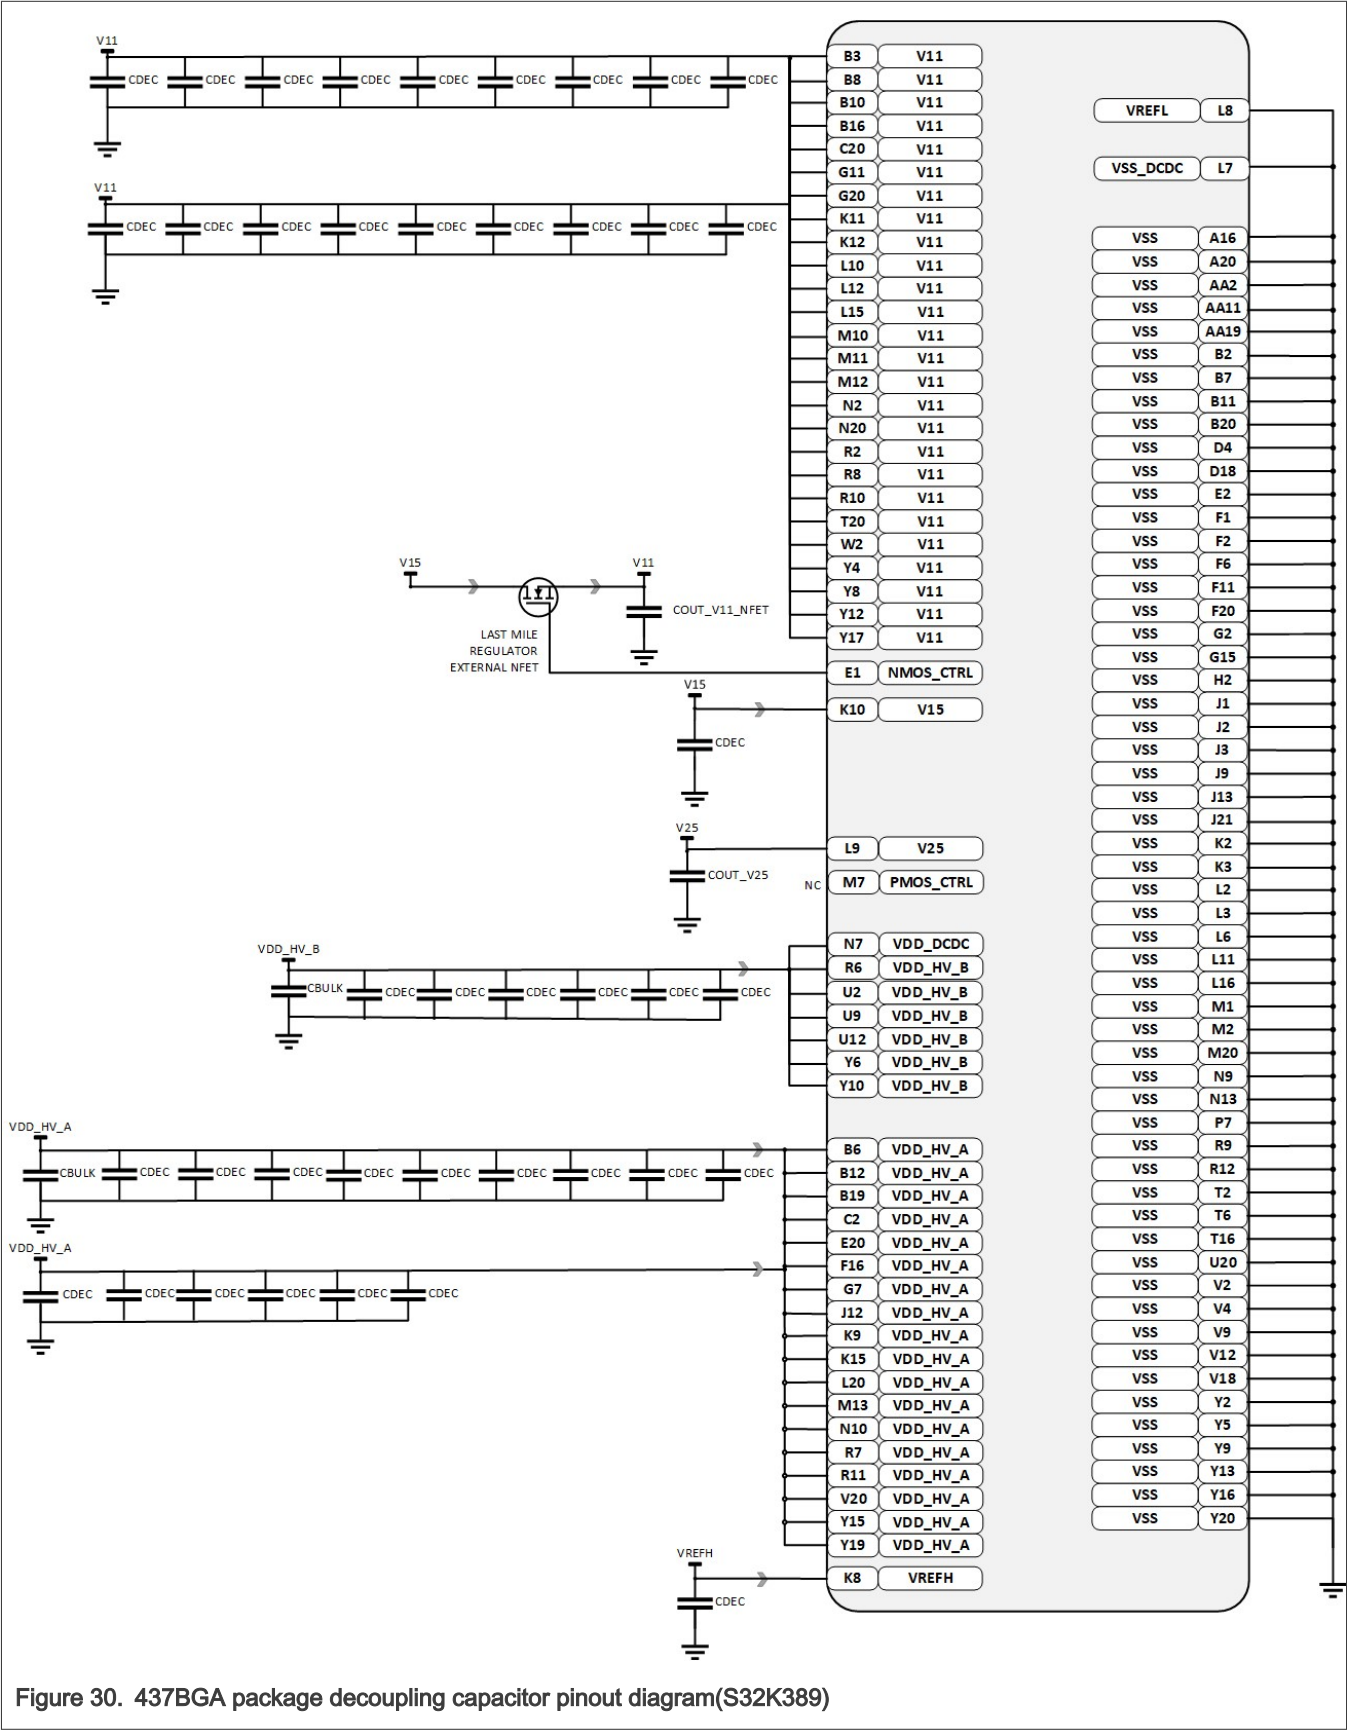 V11
CDEC CDEC CDEC CDEC CDEC CDEC CDEC CDEC CDEC
V11
CDEC CDEC CDEC CDEC CDEC CDEC CDEC CDEC CDEC
V15
V11
COUT_V11_NFET
LAST MILE
REGULATOR
EXTERNAL NFET
V15
CDEC
V25
COUT_V25
NC
VDD_HV_B
CBULK CDEC CDEC CDEC CDEC CDEC CDEC
VDD_HV_A
CBULK CDEC CDEC CDEC CDEC CDEC CDEC CDEC CDEC CDEC
VDD_HV_A
CDEC CDEC CDEC CDEC CDEC CDEC
VREFH
CDEC
B3 V11
B8 V11
B10 V11
B16 V11
C20 V11
G11 V11
G20 V11
K11 V11
K12 V11
L10 V11
L12 V11
L15 V11
M10 V11
M11 V11
M12 V11
N2 V11
N20 V11
R2 V11
R8 V11
R10 V11
T20 V11
W2 V11
Y4 V11
Y8 V11
Y12 V11
Y17 V11
E1 NMOS_CTRL
K10 V15
L9 V25
M7 PMOS_CTRL
N7 VDD_DCDC
R6 VDD_HV_B
U2 VDD_HV_B
U9 VDD_HV_B
U12 VDD_HV_B
Y6 VDD_HV_B
Y10 VDD_HV_B
B6 VDD_HV_A
B12 VDD_HV_A
B19 VDD_HV_A
C2 VDD_HV_A
E20 VDD_HV_A
F16 VDD_HV_A
G7 VDD_HV_A
J12 VDD_HV_A
K9 VDD_HV_A
K15 VDD_HV_A
L20 VDD_HV_A
M13 VDD_HV_A
N10 VDD_HV_A
R7 VDD_HV_A
R11 VDD_HV_A
V20 VDD_HV_A
Y15 VDD_HV_A
Y19 VDD_HV_A
K8 VREFH
VREFL L8
VSS_DCDC L7
VSS A16
VSS A20
VSS AA2
VSS AA11
VSS AA19
VSS B2
VSS B7
VSS B11
VSS B20
VSS D4
VSS D18
VSS E2
VSS F1
VSS F2
VSS F6
VSS F11
VSS F20
VSS G2
VSS G15
VSS H2
VSS J1
VSS J2
VSS J3
VSS J9
VSS J13
VSS J21
VSS K2
VSS K3
VSS L2
VSS L3
VSS L6
VSS L11
VSS L16
VSS M1
VSS M2
VSS M20
VSS N9
VSS N13
VSS P7
VSS R9
VSS R12
VSS T2
VSS T6
VSS T16
VSS U20
VSS V2
VSS V4
VSS V9
VSS V12
VSS V18
VSS Y2
VSS Y5
VSS Y9
VSS Y13
VSS Y16
VSS Y20
Figure 30. 437BGA package decoupling capacitor pinout diagram(S32K389)